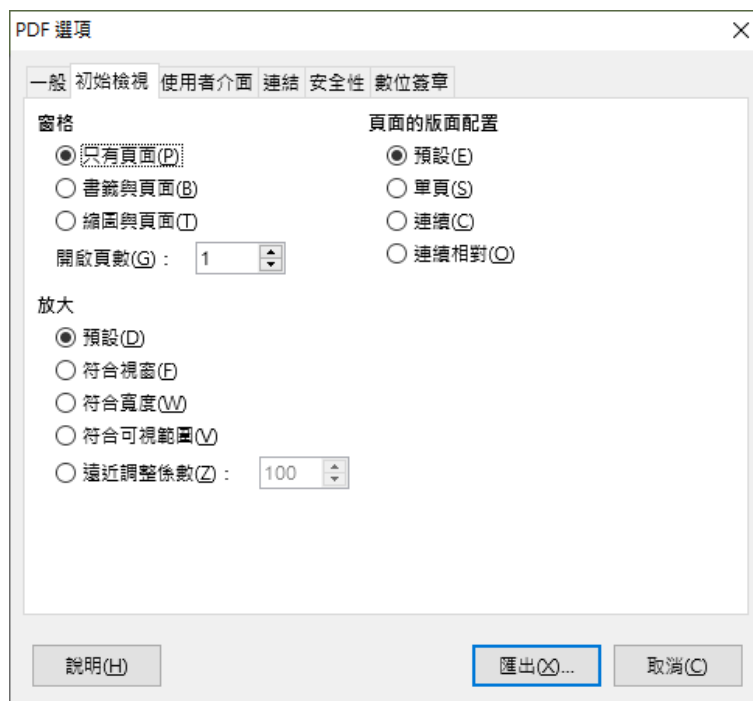 PDF 選項
一般 初始檢視 使用者介面 連結 安全性 數位簽章
窗格
只有頁面(P)
書籤與頁面(B)
縮圖與頁面(T)
開啟頁數(G)： 1
頁面的版面配置
預設(E)
單頁(S)
連續(C)
連續相對(O)
放大
預設(D)
符合視窗(F)
符合寬度(W)
符合可視範圍(V)
遠近調整係數(Z)： 100
說明(H) 匯出(X)... 取消(C)